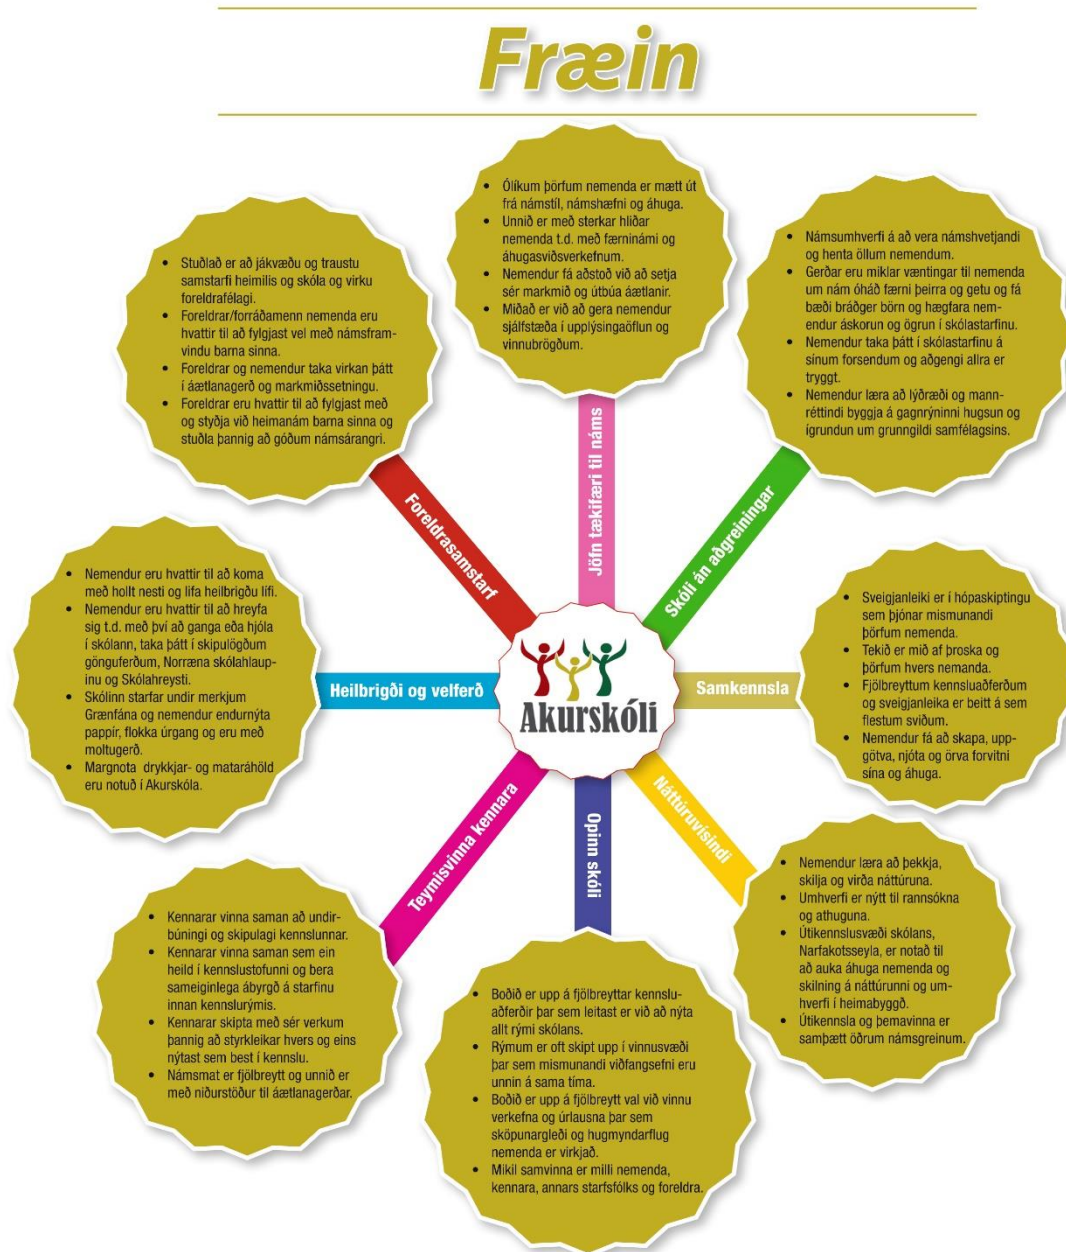 Fræin
• Ólíkum þörfum nemenda er mætt út
frá námstíl, námshæfni og áhuga.
• Unnið er með sterkar hliðar
nemenda t.d. með færninámi og
áhugasviðsverkefnum.
• Nemendur fá aðstoð við að setja
sér markmið og útbúa áætlanir.
• Miðað er við að gera nemendur
sjálfstæða í upplýsingaöflun og
vinnubrögðum.
Jöfn tækifæri til náms
• Námsumhverfi á að vera námshvetjandi
og henta öllum nemendum.
• Gerðar eru miklar væntingar til nemenda
um nám óháð færni þeirra og getu og fá
bæði bráðger börn og hægfara nem-
endur áskorun og ögrun í skólastarfinu.
• Nemendur taka þátt í skólastarfinu á
sínum forsendum og aðgengi allra er
tryggt.
• Nemendur læra að lýðræði og mann-
réttindi byggja á gagnrýninni hugsun og
ígrundun um grunngildi samfélagsins.
Skóli án aðgreiningar
• Sveigjanleiki er í hópaskiptingu
sem þjónar mismunandi
þörfum nemenda.
• Tekið er mið af þroska og
þörfum hvers nemanda.
• Fjölbreyttum kennsluaðferðum
og sveigjanleika er beitt á sem
flestum sviðum.
• Nemendur fá að skapa, upp-
götva, njóta og örva forvitni
sína og áhuga.
Samkennsla
• Nemendur læra að þekkja,
skilja og virða náttúruna.
• Umhverfi er nýtt til rannsókna
og athuguna.
• Útikennslusvæði skólans,
Narfakotsseyla, er notað til
að auka áhuga nemenda og
skilning á náttúrunni og um-
hverfi í heimabyggð.
• Útikennsla og þemavinna er
samþætt öðrum námsgreinum.
Náttúruvísindi
• Boðið er upp á fjölbreyttar kennslu-
aðferðir þar sem leitast er við að nýta
allt rými skólans.
• Rýmum er oft skipt upp í vinnusvæði
þar sem mismunandi viðfangsefni eru
unnin á sama tíma.
• Boðið er upp á fjölbreytt val við vinnu
verkefna og úrlausna þar sem
sköpunargleði og hugmyndarflug
nemenda er virkjað.
• Mikil samvinna er milli nemenda,
kennara, annars starfsfólks og foreldra.
Opinn skóli
• Kennarar vinna saman að undir-
búningi og skipulagi kennslunnar.
• Kennarar vinna saman sem ein
heild í kennslustofunni og bera
sameiginlega ábyrgð á starfinu
innan kennslurýmis.
• Kennarar skipta með sér verkum
þannig að styrkleikar hvers og eins
nýtast sem best í kennslu.
• Námsmat er fjölbreytt og unnið er
með niðurstöður til áætlanagerðar.
Teymisvinna kennara
• Nemendur eru hvattir til að koma
með hollt nesti og lifa heilbrigðu lífi.
• Nemendur eru hvattir til að hreyfa
sig t.d. með því að ganga eða hjóla
í skólann, taka þátt í skipulögðum
gönguferðum, Norræna skólahlaup-
inu og Skólahreysti.
• Skólinn starfar undir merkjum
Grænfána og nemendur endurnýta
pappír, flokka úrgang og eru með
moltugerð.
• Margnota drykkjar- og mataráhöld
eru notuð í Akurskóla.
Heilbrigði og velferð
• Stuðlað er að jákvæðu og traustu
samstarfi heimilis og skóla og virku
foreldrafélagi.
• Foreldrar/forráðamenn nemenda eru
hvattir til að fylgjast vel með námsfram-
vindu barna sinna.
• Foreldrar og nemendur taka virkan þátt
í áætlanagerð og markmiðssetningu.
• Foreldrar eru hvattir til að fylgjast með
og styðja við heimanám barna sinna og
stuðla þannig að góðum námsárangri.
Foreldrasamstarf
Akurskóli